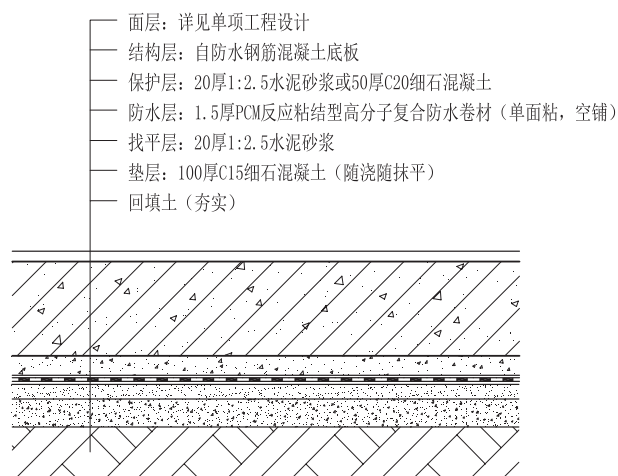 面层：详见单项工程设计
结构层：自防水钢筋混凝土底板
保护层：20厚1:2.5水泥砂浆或50厚C20细石混凝土
防水层：1.5厚PCM反应粘结型高分子复合防水卷材（单面粘，空铺）
找平层：20厚1:2.5水泥砂浆
垫层：100厚C15细石混凝土（随浇随抹平）
回填土（夯实）